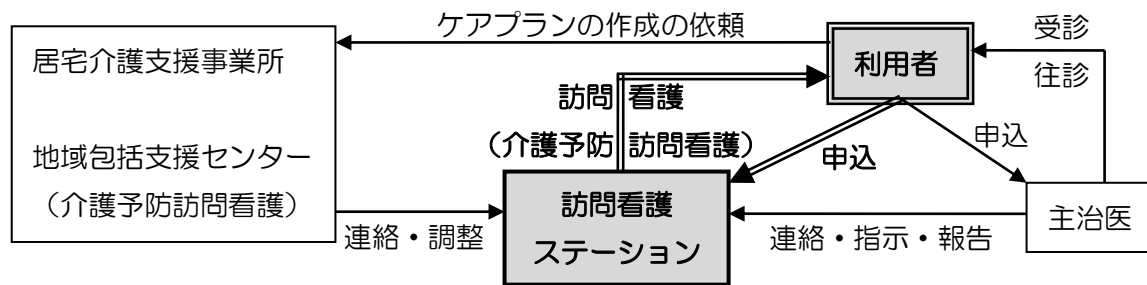 ケアプランの作成の依頼
居宅介護支援事業所
地域包括支援センター
（介護予防訪問看護）
利用者
受診
往診
訪問看護
（介護予防訪問看護）
申込
申込
訪問看護
ステーション
主治医
連絡・調整
連絡・指示・報告